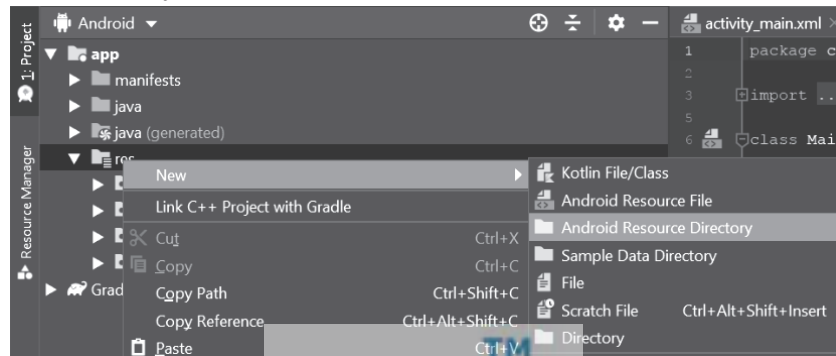 1: Project
Resource Manager
Android
app
manifests
java
java (generated)
res
Grad
New
Link C++ Project with Gradle
Cut Ctrl+X
Copy Ctrl+C
Copy Path Ctrl+Shift+C
Copy Reference Ctrl+Alt+Shift+C
Paste Ctrl+V
TM
activity_main.xml
1 package c
2
3 import ..
5
6 class Mai
Kotlin File/Class
Android Resource File
Android Resource Directory
Sample Data Directory
File
Scratch File Ctrl+Alt+Shift+Insert
Directory